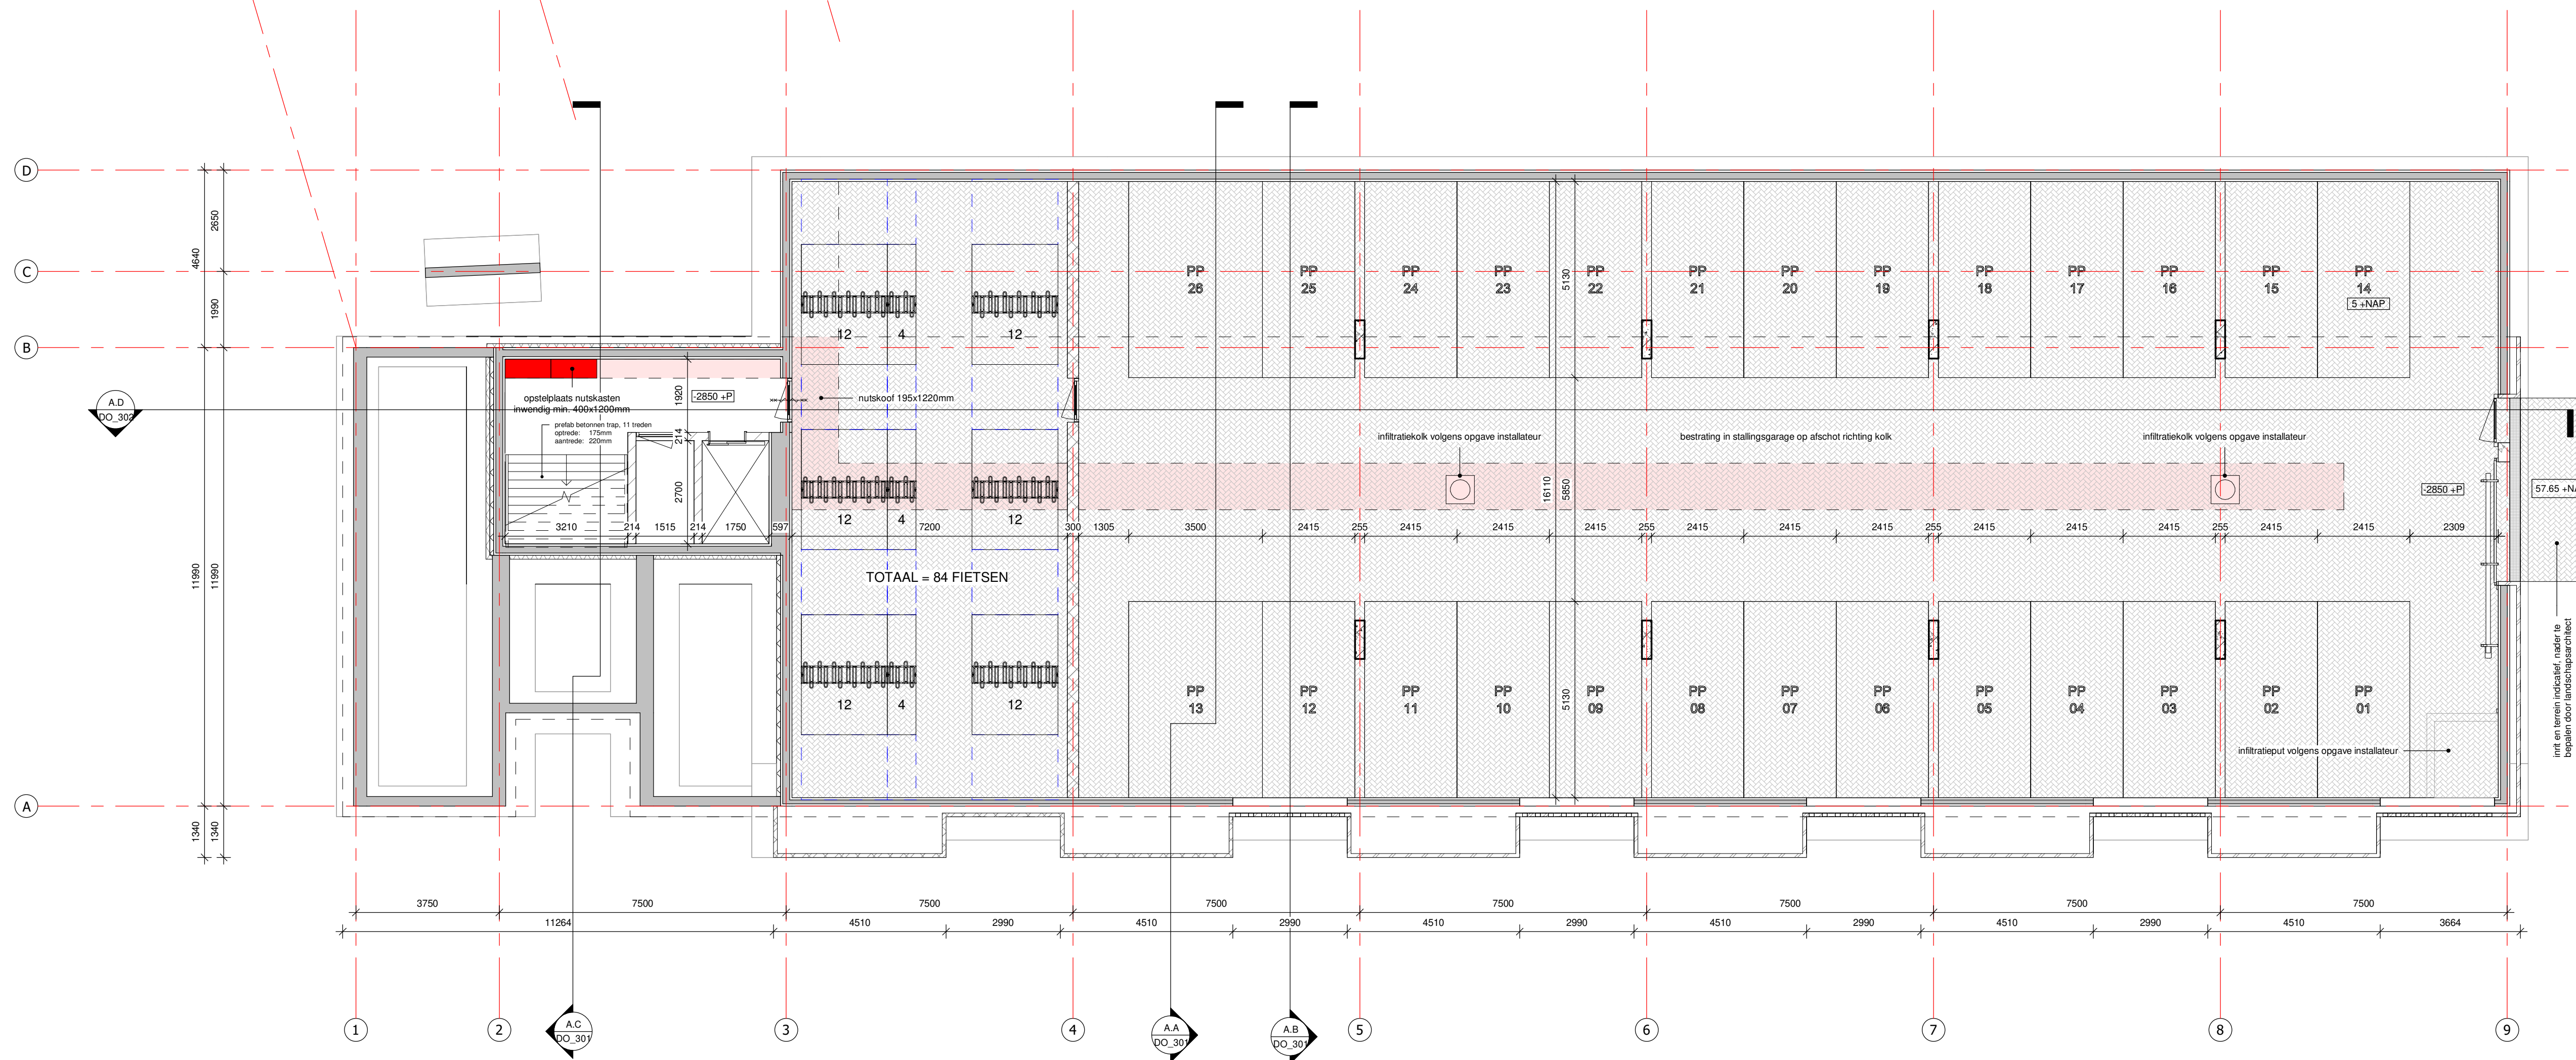 D
C
B
A
2650
4640
1990
11990
11990
1340
1340
A.D
DO_302
opstelplaats nutskasten
inwendig min. 400x1200mm
prefab betonnen trap, 11 treden
optrede: 175mm
aantrede: 220mm
1920
214
2700
-2850 +P
nutskoof 195x1220mm
12
4
12
12
4
12
TOTAAL = 84 FIETSEN
12
4
12
PP
26
PP
25
PP
24
PP
23
PP
22
PP
21
PP
20
PP
19
PP
18
PP
17
PP
16
PP
15
PP
14
5 +NAP
5130
16110
5850
5130
infiltratiekolk volgens opgave installateur
bestrating in stallingsgarage op afschot richting kolk
infiltratiekolk volgens opgave installateur
-2850 +P
3210
214
1515
214
1750
597
7200
300
1305
3500
2415
255
2415
2415
2415
255
2415
2415
2415
255
2415
2415
2415
255
2415
2415
2309
PP
13
PP
12
PP
11
PP
10
PP
09
PP
08
PP
07
PP
06
PP
05
PP
04
PP
03
PP
02
PP
01
infiltratieput volgens opgave installateur
inrit en terrein indicatief, nader te
bepalen door landschapsarchitect
3750
7500
7500
7500
7500
7500
7500
7500
11264
4510
2990
4510
2990
4510
2990
4510
2990
4510
2990
4510
3664
1
2
3
4
5
6
7
8
9
A.C
DO_301
A.A
DO_301
A.B
DO_301